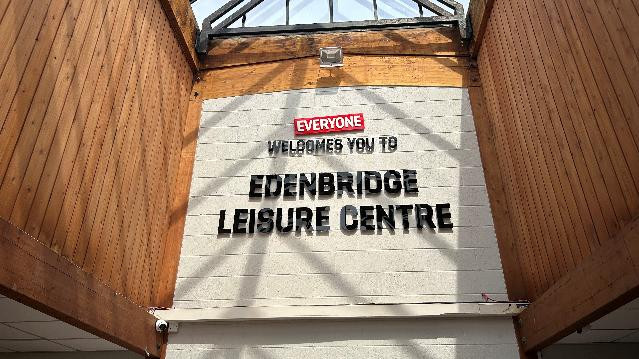 EVERYONE
WELCOMES YOU TO
EDENBRIDGE
LEISURE CENTRE